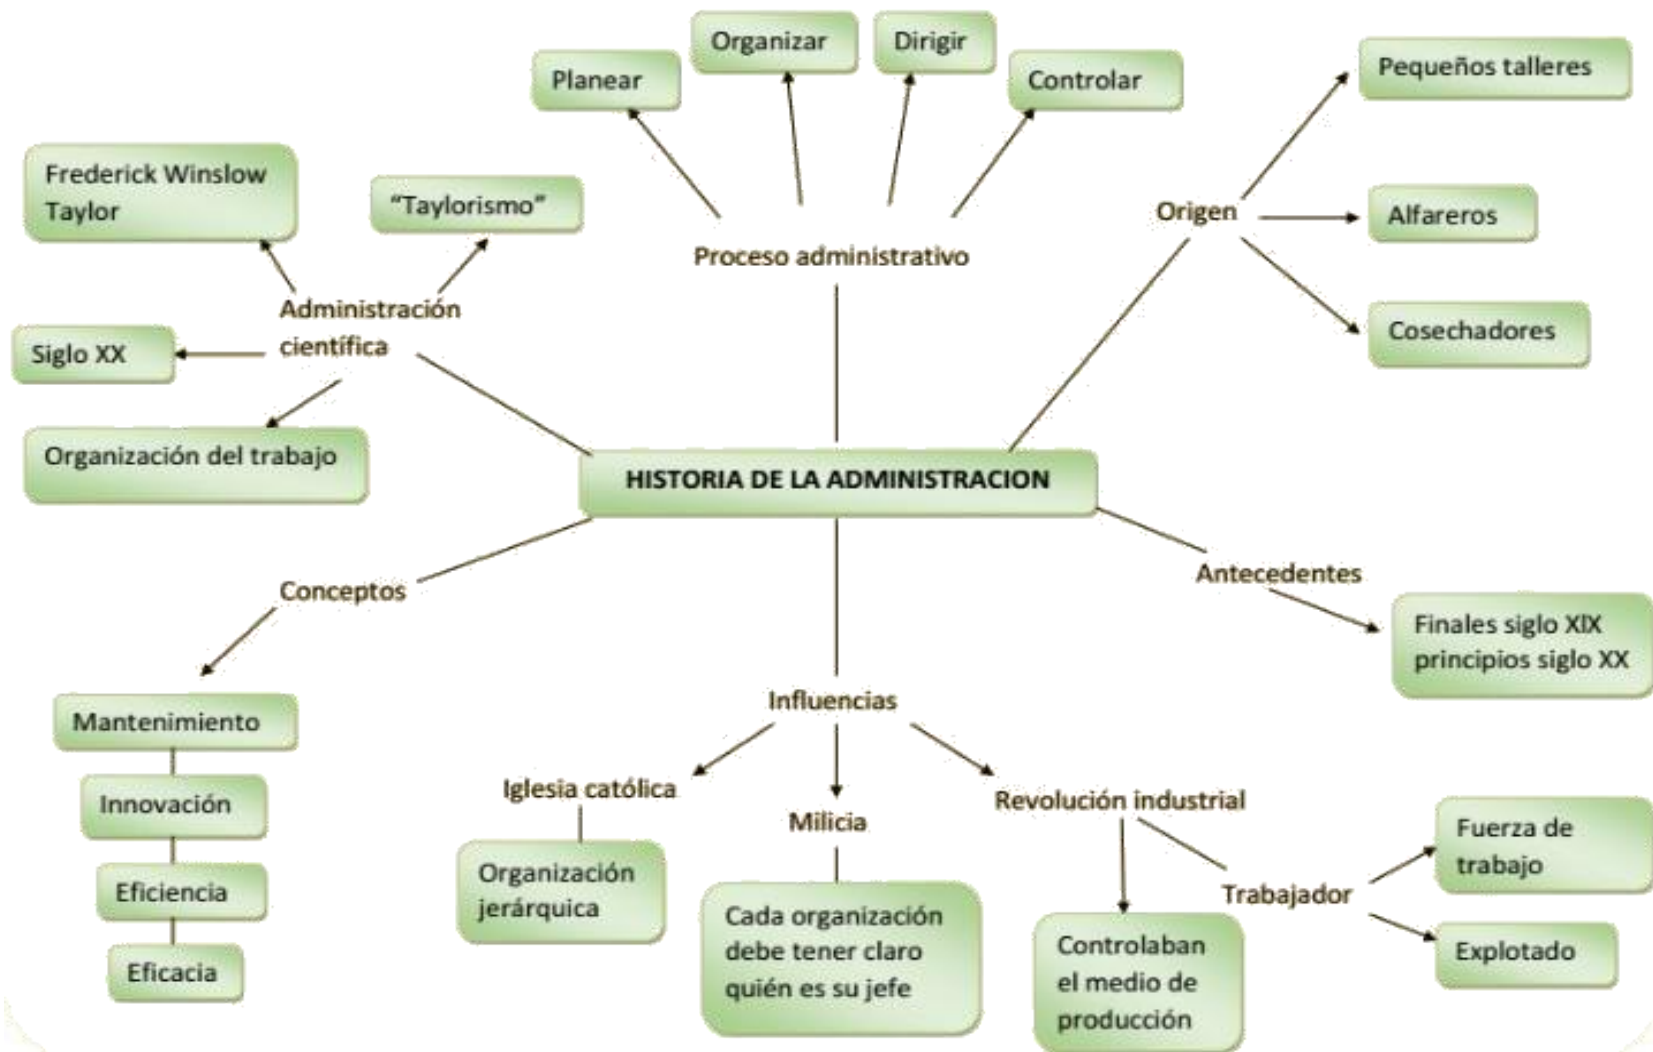 Organizar
Dirigir
Planear
Controlar
Pequeños talleres
Frederick Winslow
Taylor
“Taylorismo”
Origen
Alfareros
Proceso administrativo
Administración
científica
Siglo XX
Cosechadores
Organización del trabajo
HISTORIA DE LA ADMINISTRACION
Conceptos
Antecedentes
Finales siglo XIX
principios siglo XX
Mantenimiento
Innovación
Eficiencia
Eficacia
Influencias
Iglesia católica
Organización
jerárquica
Milicia
Cada organización
debe tener claro
quién es su jefe
Revolución industrial
Controlaban
el medio de
producción
Trabajador
Fuerza de
trabajo
Explotado